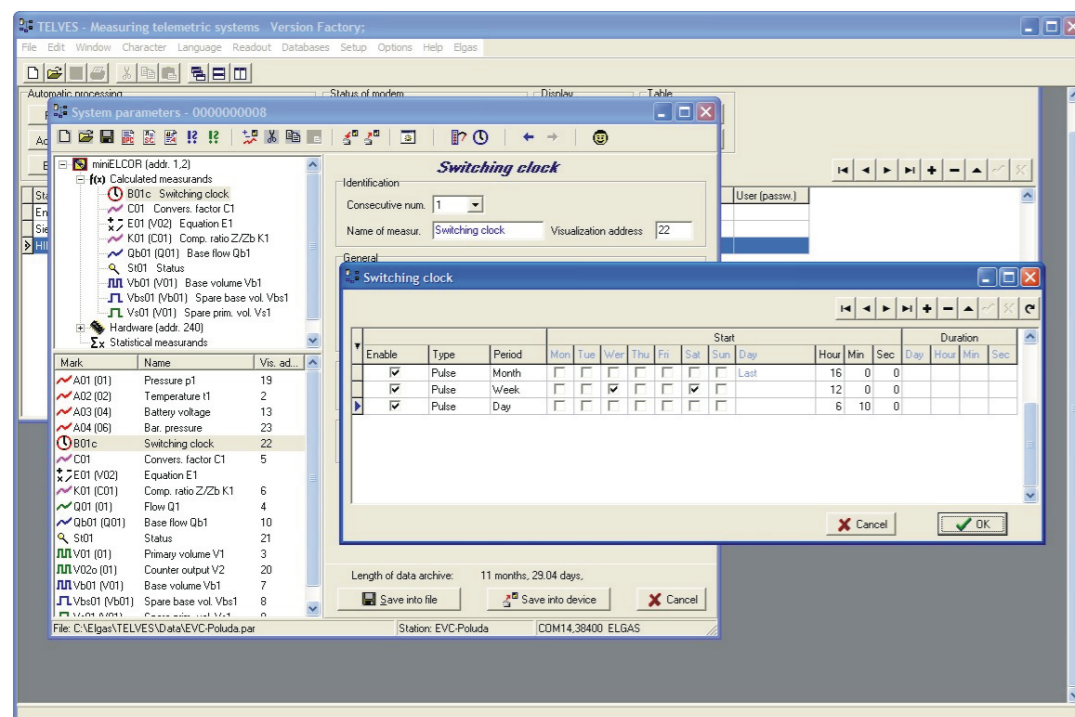 TELVES - Measuring telemetric systems Version Factory;
File Edit Window Character Language Readout Databases Setup Options Help Elgas
Automatic processing Status of modem Display Table
System parameters - 0000000008
miniELCOR (addr. 1,2)
f(x) Calculated measurands
B01c Switching clock
C01 Convers. factor C1
E01 (V02) Equation E1
K01 (C01) Comp. ratio Z/Zb K1
Qb01 (Q01) Base flow Qb1
St01 Status
Vb01 (V01) Base volume Vb1
Vbs01 (Vb01) Spare base vol. Vbs1
Vs01 (V01) Spare prim. vol. Vs1
Hardware (addr. 240)
Σx Statistical measurands
Mark Name Vis. ad...
A01 (01) Pressure p1 19
A02 (02) Temperature t1 2
A03 (04) Battery voltage 13
A04 (06) Bar. pressure 23
B01c Switching clock 22
C01 Convers. factor C1 5
E01 (V02) Equation E1
K01 (C01) Comp. ratio Z/Zb K1 6
Q01 (01) Flow Q1 4
Qb01 (Q01) Base flow Qb1 10
St01 Status 21
V01 (01) Primary volume V1 3
V02o (01) Counter output V2 20
Vb01 (V01) Base volume Vb1 7
Vbs01 (Vb01) Spare base vol. Vbs1 8
Switching clock
Identification
Consecutive num. 1
Name of measur. Switching clock Visualization address 22
General
User (passw.)
Switching clock
Start Duration
Enable Type Period Mon Tue Wer Thu Fri Sat Sun Day Hour Min Sec Day Hour Min Sec
Pulse Month Last 16 0 0
Pulse Week 12 0 0
Pulse Day 6 10 0
Cancel OK
Length of data archive: 11 months, 29.04 days,
Save into file Save into device Cancel
File: C:\Elgas\TELVES\Data\EVC-Poluda.par Station: EVC-Poluda COM14,38400 ELGAS